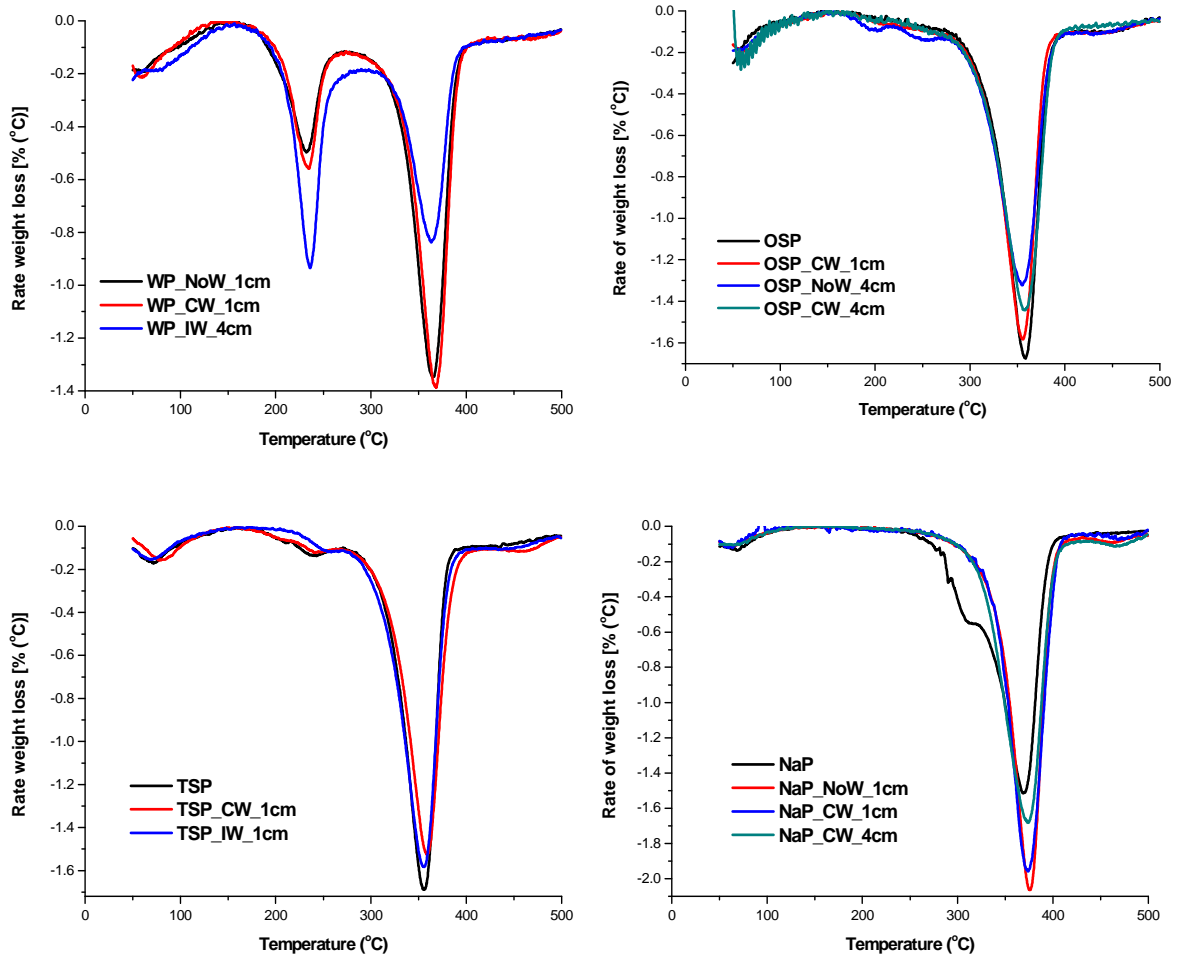 Rate weight loss [% (°C)]
0.0
-0.2
-0.4
-0.6
-0.8
-1.0
-1.2
-1.4
WP_NoW_1cm
WP_CW_1cm
WP_IW_4cm
0 100 200 300 400 500
Temperature (°C)
Rate of weight loss [% (°C])
0.0
-0.2
-0.4
-0.6
-0.8
-1.0
-1.2
-1.4
-1.6
OSP
OSP_CW_1cm
OSP_NoW_4cm
OSP_CW_4cm
0 100 200 300 400 500
Temperature (°C)
Rate weight loss [% (°C)]
0.0
-0.2
-0.4
-0.6
-0.8
-1.0
-1.2
-1.4
-1.6
TSP
TSP_CW_1cm
TSP_IW_1cm
0 100 200 300 400 500
Temperature (°C)
Rate of weight loss [% (°C)]
0.0
-0.2
-0.4
-0.6
-0.8
-1.0
-1.2
-1.4
-1.6
-1.8
-2.0
NaP
NaP_NoW_1cm
NaP_CW_1cm
NaP_CW_4cm
0 100 200 300 400 500
Temperature (°C)